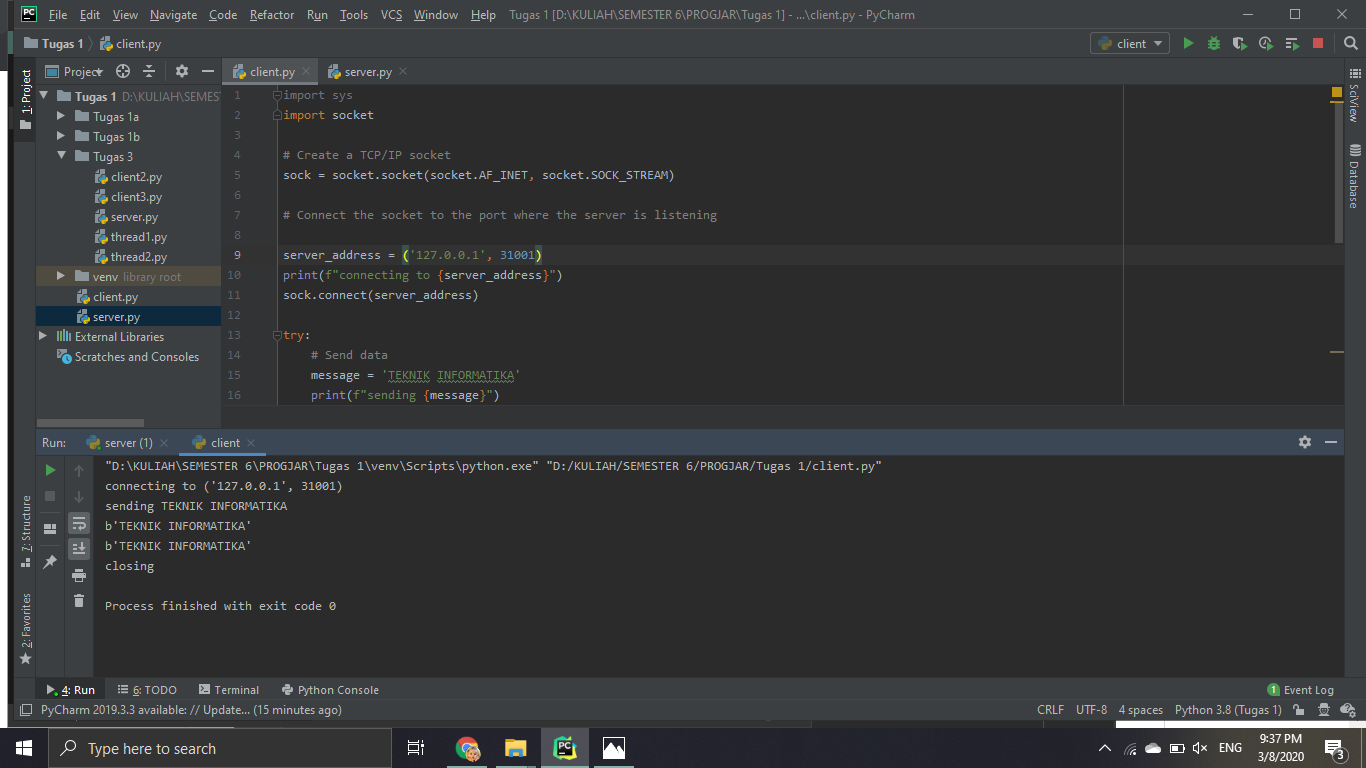 PC File Edit View Navigate Code Refactor Run Tools VCS Window Help Tugas 1 [D:\KULIAH\SEMESTER 6\PROGJAR\Tugas 1] - ...\client.py - PyCharm
Tugas 1 client.py client
1: Project
Project
client.py server.py
Tugas 1 D:\KULIAH\SEMES
Tugas 1a
Tugas 1b
Tugas 3
client2.py
client3.py
server.py
thread1.py
thread2.py
venv library root
client.py
server.py
External Libraries
Scratches and Consoles
1 import sys
2 import socket
3
4 # Create a TCP/IP socket
5 sock = socket.socket(socket.AF_INET, socket.SOCK_STREAM)
6
7 # Connect the socket to the port where the server is listening
8
9 server_address = ('127.0.0.1', 31001)
10 print(f"connecting to {server_address}")
11 sock.connect(server_address)
12
13 try:
14 # Send data
15 message = 'TEKNIK INFORMATIKA'
16 print(f"sending {message}")
SciView
Database
Run: server (1) client
"D:\KULIAH\SEMESTER 6\PROGJAR\Tugas 1\venv\Scripts\python.exe" "D:/KULIAH/SEMESTER 6/PROGJAR/Tugas 1/client.py"
connecting to ('127.0.0.1', 31001)
sending TEKNIK INFORMATIKA
b'TEKNIK INFORMATIKA'
b'TEKNIK INFORMATIKA'
closing
Process finished with exit code 0
7: Structure
2: Favorites
4: Run 6: TODO Terminal Python Console 1 Event Log
PyCharm 2019.3.3 available: // Update... (15 minutes ago) CRLF UTF-8 4 spaces Python 3.8 (Tugas 1)
Type here to search PC ENG 9:37 PM
3/8/2020 3